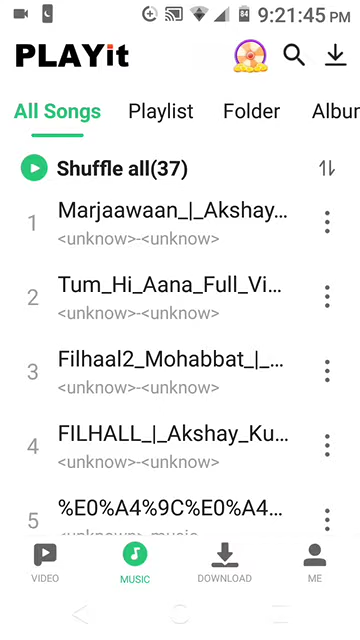 9:21:45 PM
PLAYit
All Songs Playlist Folder Albur
Shuffle all(37)
1 Marjaawaan_|_Akshay...
<unknow>-<unknow>
2 Tum_Hi_Aana_Full_Vi...
<unknow>-<unknow>
3 Filhaal2_Mohabbat_|_...
<unknow>-<unknow>
4 FILHALL_|_Akshay_Ku...
<unknow>-<unknow>
5 %E0%A4%9C%E0%A4...
VIDEO MUSIC DOWNLOAD ME